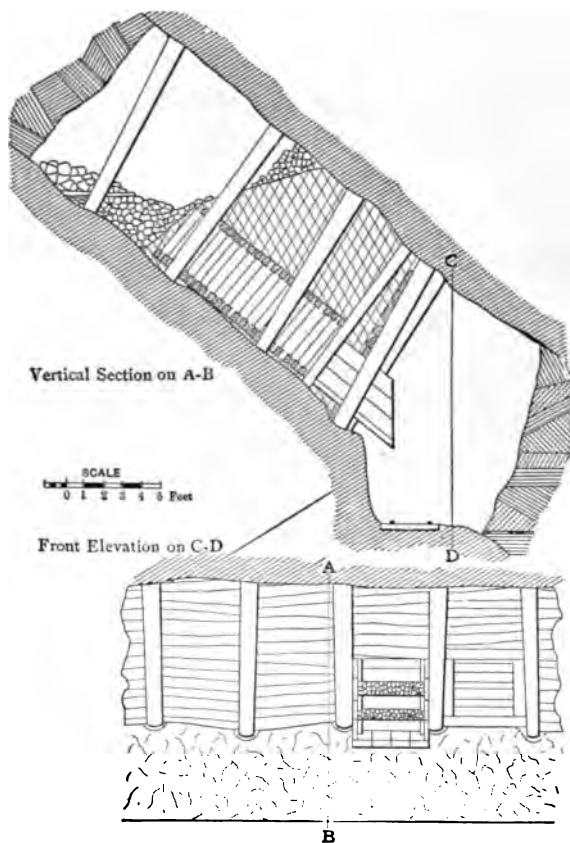 C
Vertical Section on A-B
SCALE
0 1 2 3 4 5 Feet
Front Elevation on C-D
D
A
B